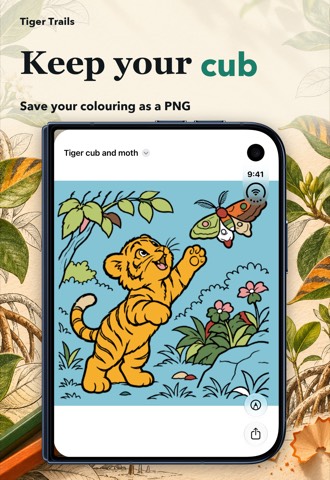 Tiger Trails
Keep your cub
Save your colouring as a PNG
Tiger cub and moth
9:41